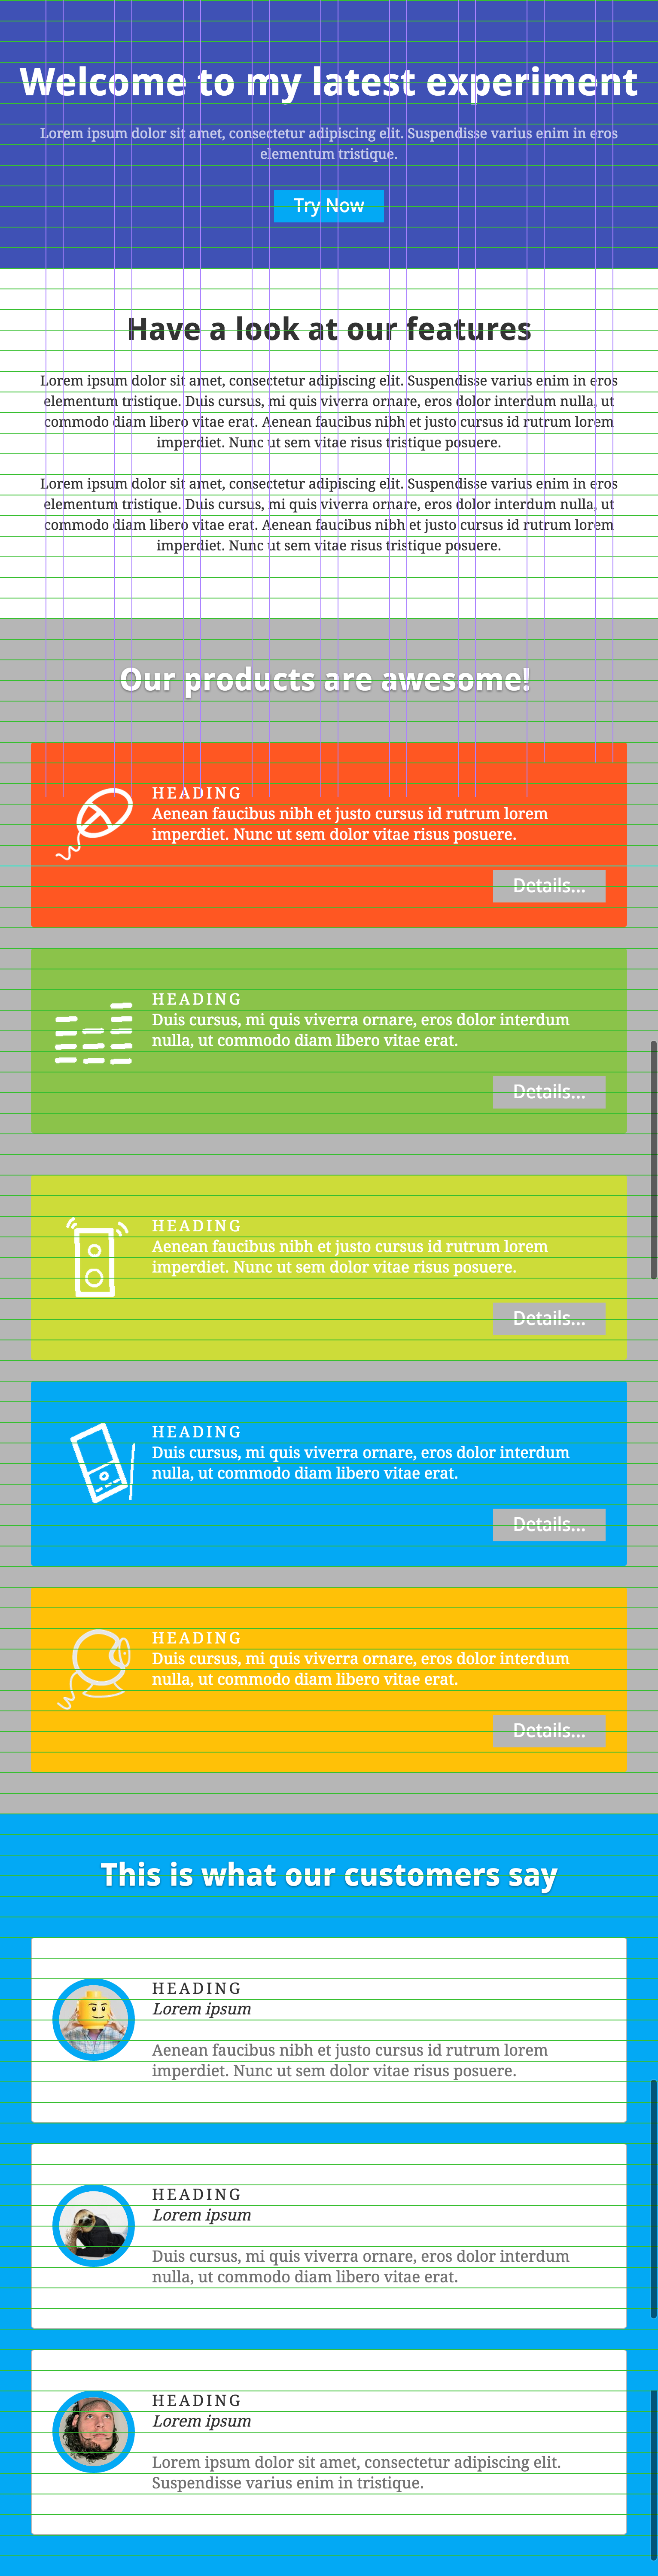 Welcome to my latest experiment
Lorem ipsum dolor sit amet, consectetur adipiscing elit. Suspendisse varius enim in eros
elementum tristique.
Try Now
Have a look at our features
Lorem ipsum dolor sit amet, consectetur adipiscing elit. Suspendisse varius enim in eros
elementum tristique. Duis cursus, mi quis viverra ornare, eros dolor interdum nulla, ut
commodo diam libero vitae erat. Aenean faucibus nibh et justo cursus id rutrum lorem
imperdiet. Nunc ut sem vitae risus tristique posuere.
Lorem ipsum dolor sit amet, consectetur adipiscing elit. Suspendisse varius enim in eros
elementum tristique. Duis cursus, mi quis viverra ornare, eros dolor interdum nulla, ut
commodo diam libero vitae erat. Aenean faucibus nibh et justo cursus id rutrum lorem
imperdiet. Nunc ut sem vitae risus tristique posuere.
Our products are awesome!
HEADING
Aenean faucibus nibh et justo cursus id rutrum lorem
imperdiet. Nunc ut sem dolor vitae risus posuere.
Details...
HEADING
Duis cursus, mi quis viverra ornare, eros dolor interdum
nulla, ut commodo diam libero vitae erat.
Details...
HEADING
Aenean faucibus nibh et justo cursus id rutrum lorem
imperdiet. Nunc ut sem dolor vitae risus posuere.
Details...
HEADING
Duis cursus, mi quis viverra ornare, eros dolor interdum
nulla, ut commodo diam libero vitae erat.
Details...
HEADING
Duis cursus, mi quis viverra ornare, eros dolor interdum
nulla, ut commodo diam libero vitae erat.
Details...
This is what our customers say
HEADING
Lorem ipsum
Aenean faucibus nibh et justo cursus id rutrum lorem
imperdiet. Nunc ut sem dolor vitae risus posuere.
HEADING
Lorem ipsum
Duis cursus, mi quis viverra ornare, eros dolor interdum
nulla, ut commodo diam libero vitae erat.
HEADING
Lorem ipsum
Lorem ipsum dolor sit amet, consectetur adipiscing elit.
Suspendisse varius enim in tristique.